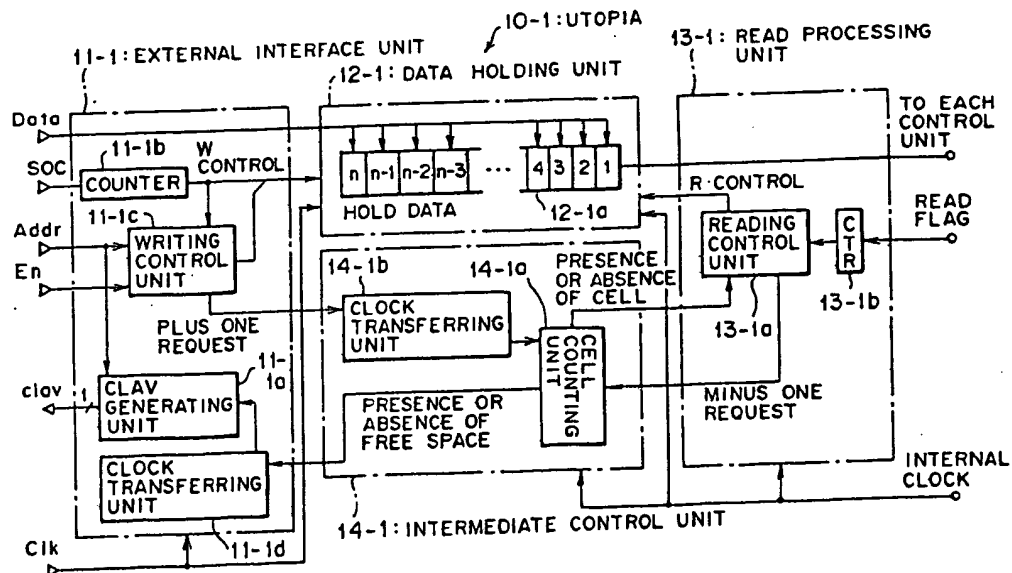 10-1: UTOPIA
11-1: EXTERNAL INTERFACE UNIT
12-1: DATA HOLDING UNIT
13-1: READ PROCESSING
UNIT
Data
SOC
Addr
En
clav
Clk
11-1b
COUNTER
W
CONTROL
11-1c
WRITING
CONTROL
UNIT
PLUS ONE
REQUEST
11-
1a
1
CLAV
GENERATING
UNIT
CLOCK
TRANSFERRING
UNIT
11-1d
n n-1 n-2 n-3 ... 4 3 2 1
HOLD DATA
12-1a
14-1b
CLOCK
TRANSFERRING
UNIT
14-1a
PRESENCE
OR ABSENCE
OF CELL
CELL
COUNTING
UNIT
PRESENCE OR
ABSENCE OF
FREE SPACE
14-1: INTERMEDIATE CONTROL UNIT
R·CONTROL
READING
CONTROL
UNIT
13-1a
CTR
13-1b
MINUS ONE
REQUEST
TO EACH
CONTROL
UNIT
READ
FLAG
INTERNAL
CLOCK